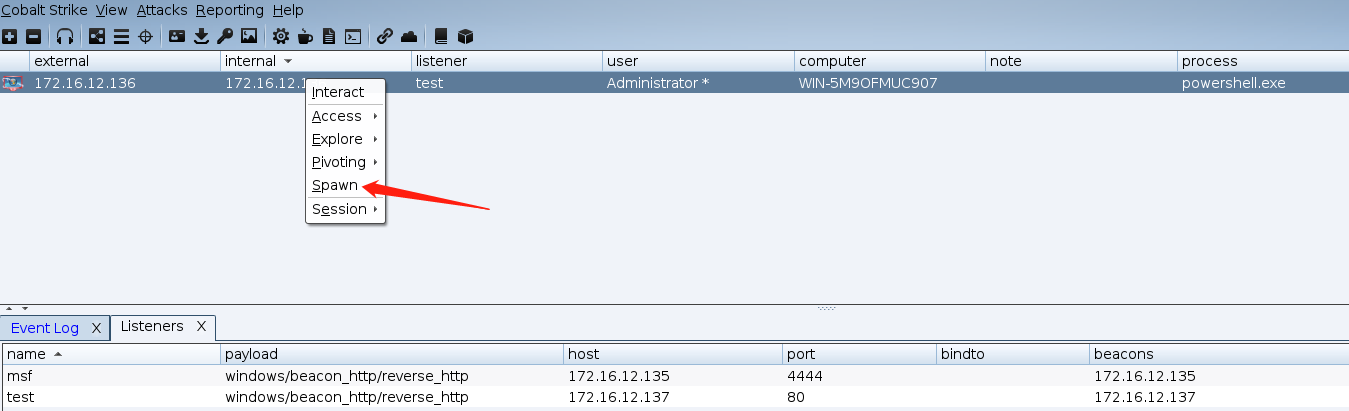 Cobalt Strike View Attacks Reporting Help
external internal listener user computer note process
172.16.12.136 172.16.12.1 test Administrator * WIN-5M9OFMUC907 powershell.exe
Interact
Access
Explore
Pivoting
Spawn
Session
Event Log X Listeners X
name payload host port bindto beacons
msf windows/beacon_http/reverse_http 172.16.12.135 4444 172.16.12.135
test windows/beacon_http/reverse_http 172.16.12.137 80 172.16.12.137